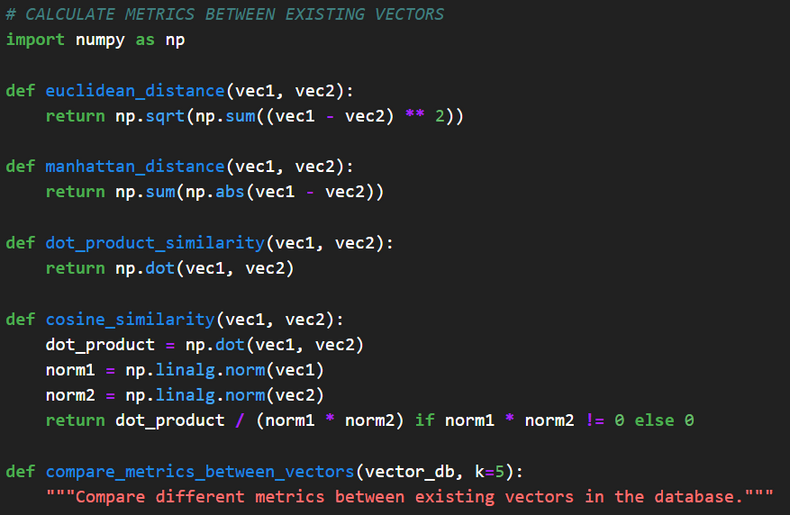 # CALCULATE METRICS BETWEEN EXISTING VECTORS
import numpy as np

def euclidean_distance(vec1, vec2):
    return np.sqrt(np.sum((vec1 - vec2) ** 2))

def manhattan_distance(vec1, vec2):
    return np.sum(np.abs(vec1 - vec2))

def dot_product_similarity(vec1, vec2):
    return np.dot(vec1, vec2)

def cosine_similarity(vec1, vec2):
    dot_product = np.dot(vec1, vec2)
    norm1 = np.linalg.norm(vec1)
    norm2 = np.linalg.norm(vec2)
    return dot_product / (norm1 * norm2) if norm1 * norm2 != 0 else 0

def compare_metrics_between_vectors(vector_db, k=5):
    """Compare different metrics between existing vectors in the database."""